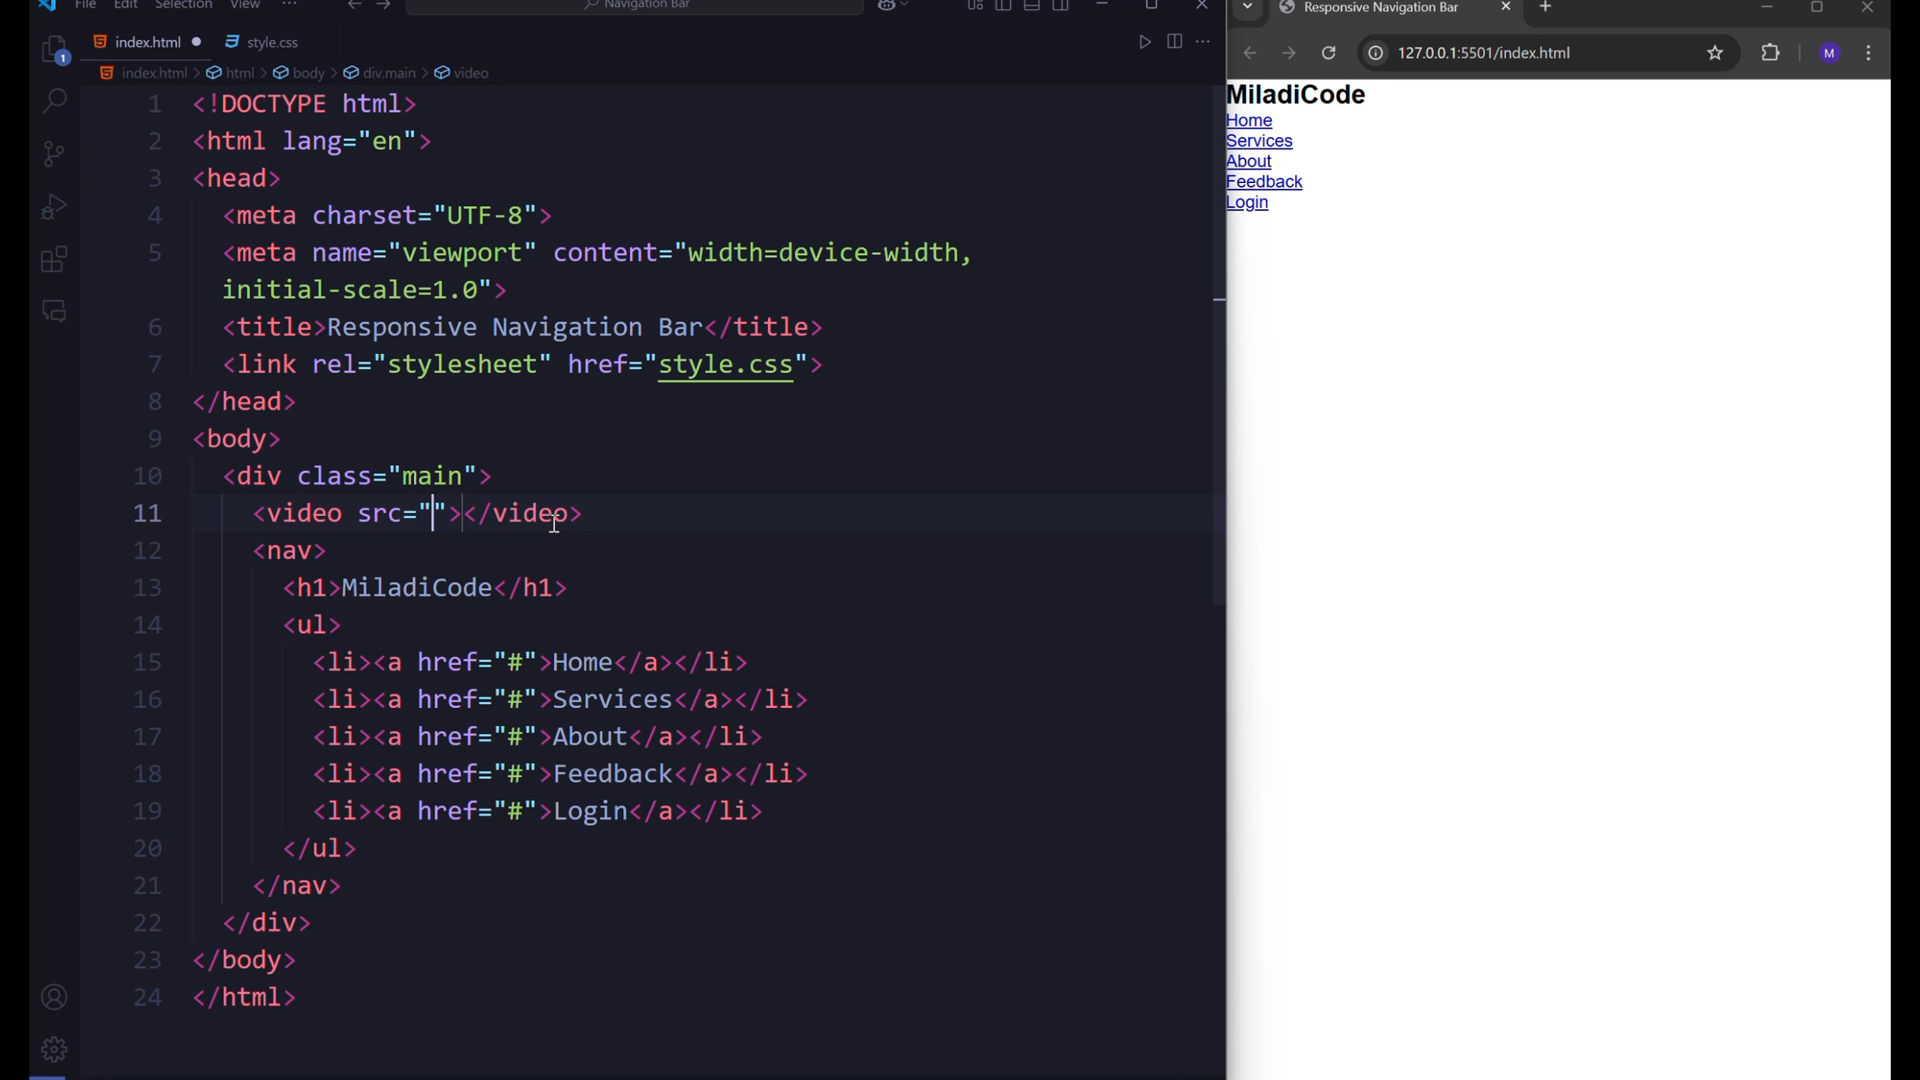 File Edit Selection View ··· Navigation Bar
index.html style.css
index.html > html > body > div.main > video
1 <!DOCTYPE html>
2 <html lang="en">
3 <head>
4 <meta charset="UTF-8">
5 <meta name="viewport" content="width=device-width,
initial-scale=1.0">
6 <title>Responsive Navigation Bar</title>
7 <link rel="stylesheet" href="style.css">
8 </head>
9 <body>
10 <div class="main">
11 <video src=""></video>
12 <nav>
13 <h1>MiladiCode</h1>
14 <ul>
15 <li><a href="#">Home</a></li>
16 <li><a href="#">Services</a></li>
17 <li><a href="#">About</a></li>
18 <li><a href="#">Feedback</a></li>
19 <li><a href="#">Login</a></li>
20 </ul>
21 </nav>
22 </div>
23 </body>
24 </html>
1
Responsive Navigation Bar
127.0.0.1:5501/index.html
M
MiladiCode
Home
Services
About
Feedback
Login